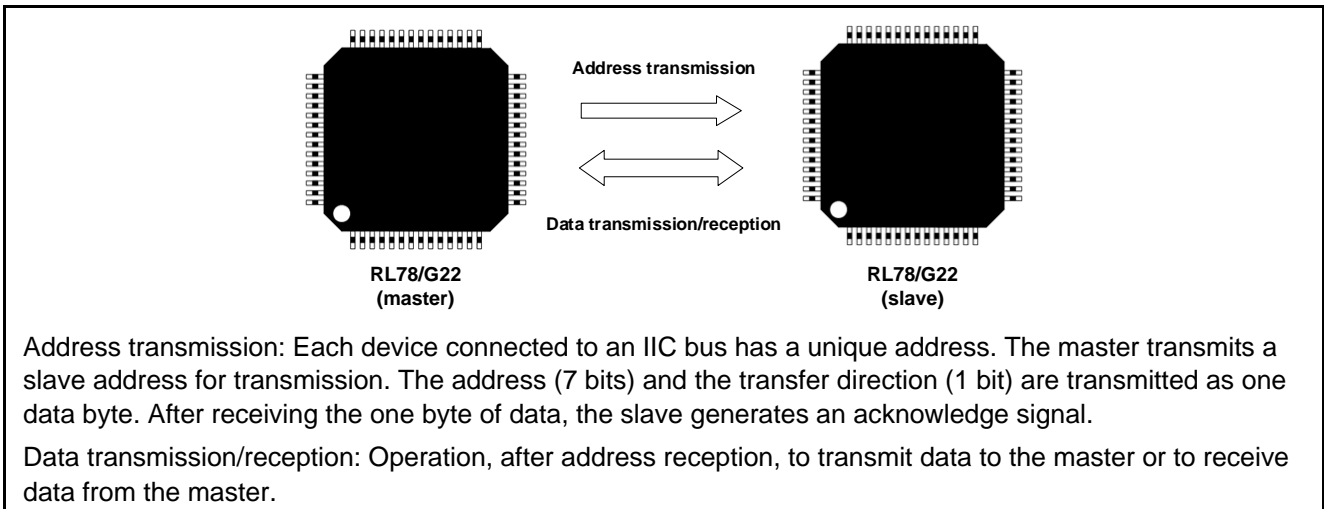 Address transmission
Data transmission/reception
RL78/G22
(master)
RL78/G22
(slave)
Address transmission: Each device connected to an IIC bus has a unique address. The master transmits a
slave address for transmission. The address (7 bits) and the transfer direction (1 bit) are transmitted as one
data byte. After receiving the one byte of data, the slave generates an acknowledge signal.
Data transmission/reception: Operation, after address reception, to transmit data to the master or to receive
data from the master.